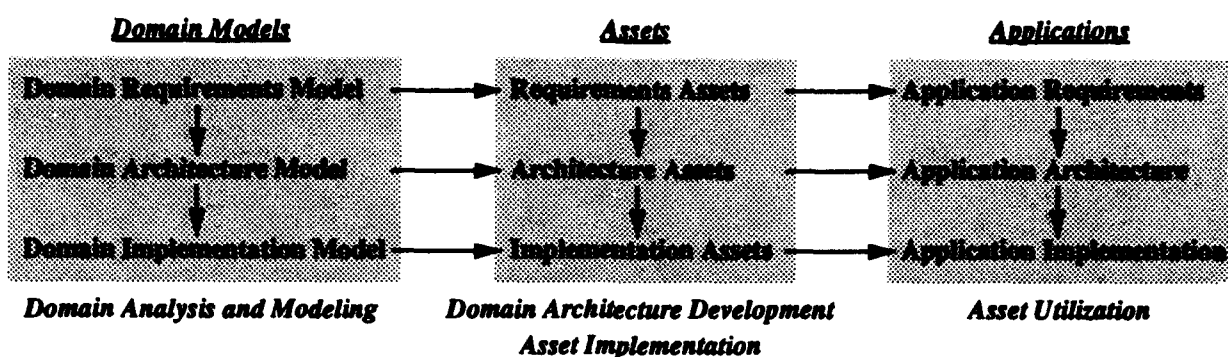 Domain Models
Assets
Applications
Domain Requirements Model
Requirements Assets
Application Requirements
Domain Architecture Model
Architecture Assets
Application Architecture
Domain Implementation Model
Implementation Assets
Application Implementation
Domain Analysis and Modeling
Domain Architecture Development
Asset Utilization
Asset Implementation